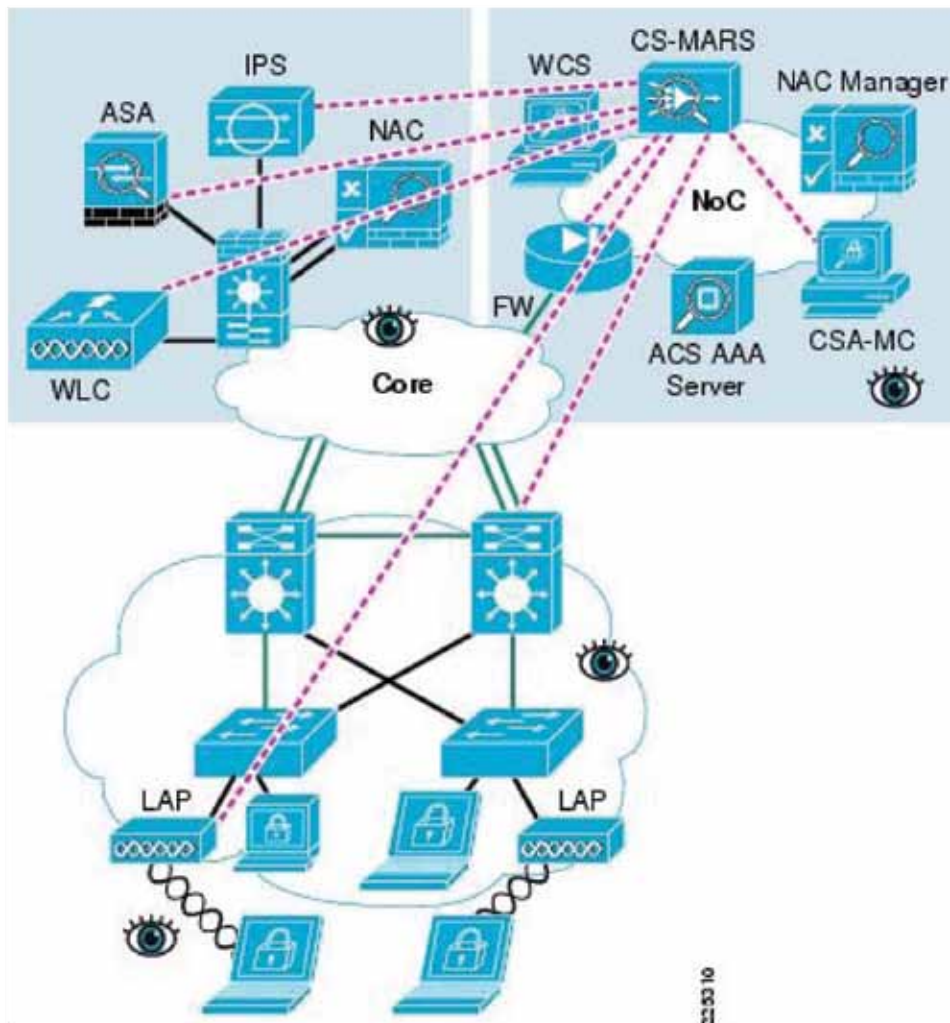 CS-MARS
IPS
WCS
NAC Manager
ASA
NAC
NoC
FW
WLC
Core
ACS AAA
Server
CSA-MC
LAP
LAP
225310